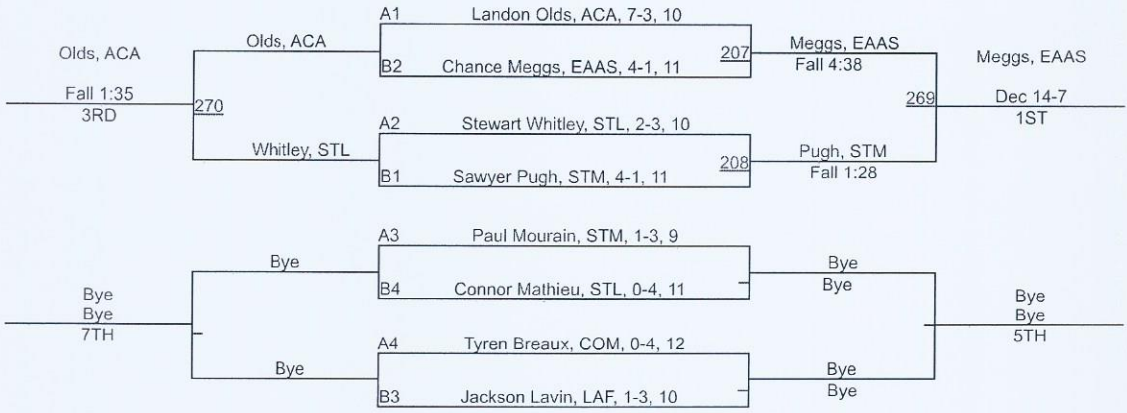 A1 Landon Olds, ACA, 7-3, 10
Olds, ACA
Olds, ACA
207
Meggs, EAAS
Meggs, EAAS
B2 Chance Meggs, EAAS, 4-1, 11
Fall 4:38
Fall 1:35
270
269
Dec 14-7
3RD
1ST
A2 Stewart Whitley, STL, 2-3, 10
Whitley, STL
208
Pugh, STM
B1 Sawyer Pugh, STM, 4-1, 11
Fall 1:28
A3 Paul Mourain, STM, 1-3, 9
Bye
Bye
B4 Connor Mathieu, STL, 0-4, 11
Bye
Bye
Bye
Bye
Bye
7TH
5TH
A4 Tyren Breaux, COM, 0-4, 12
Bye
Bye
B3 Jackson Lavin, LAF, 1-3, 10
Bye